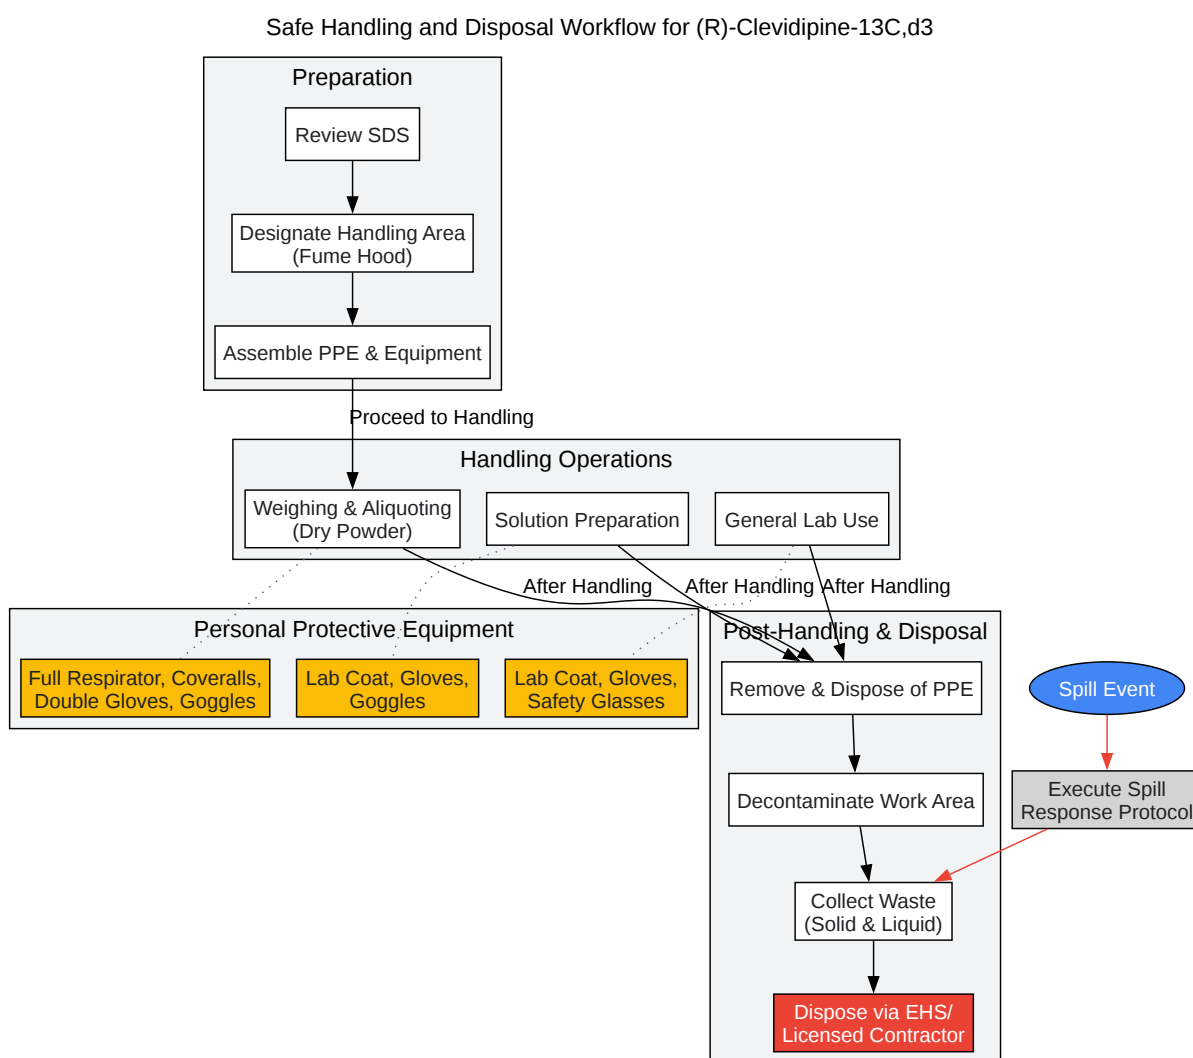 Safe Handling and Disposal Workflow for (R)-Clevidipine-13C,d3
Preparation
Review SDS
Designate Handling Area
(Fume Hood)
Assemble PPE & Equipment
Proceed to Handling
Handling Operations
Weighing & Aliquoting
(Dry Powder)
Solution Preparation
General Lab Use
After Handling
After Handling
After Handling
Personal Protective Equipment
Full Respirator, Coveralls,
Double Gloves, Goggles
Lab Coat, Gloves,
Goggles
Lab Coat, Gloves,
Safety Glasses
Post-Handling & Disposal
Remove & Dispose of PPE
Spill Event
Decontaminate Work Area
Execute Spill
Response Protocol
Collect Waste
(Solid & Liquid)
Dispose via EHS/
Licensed Contractor